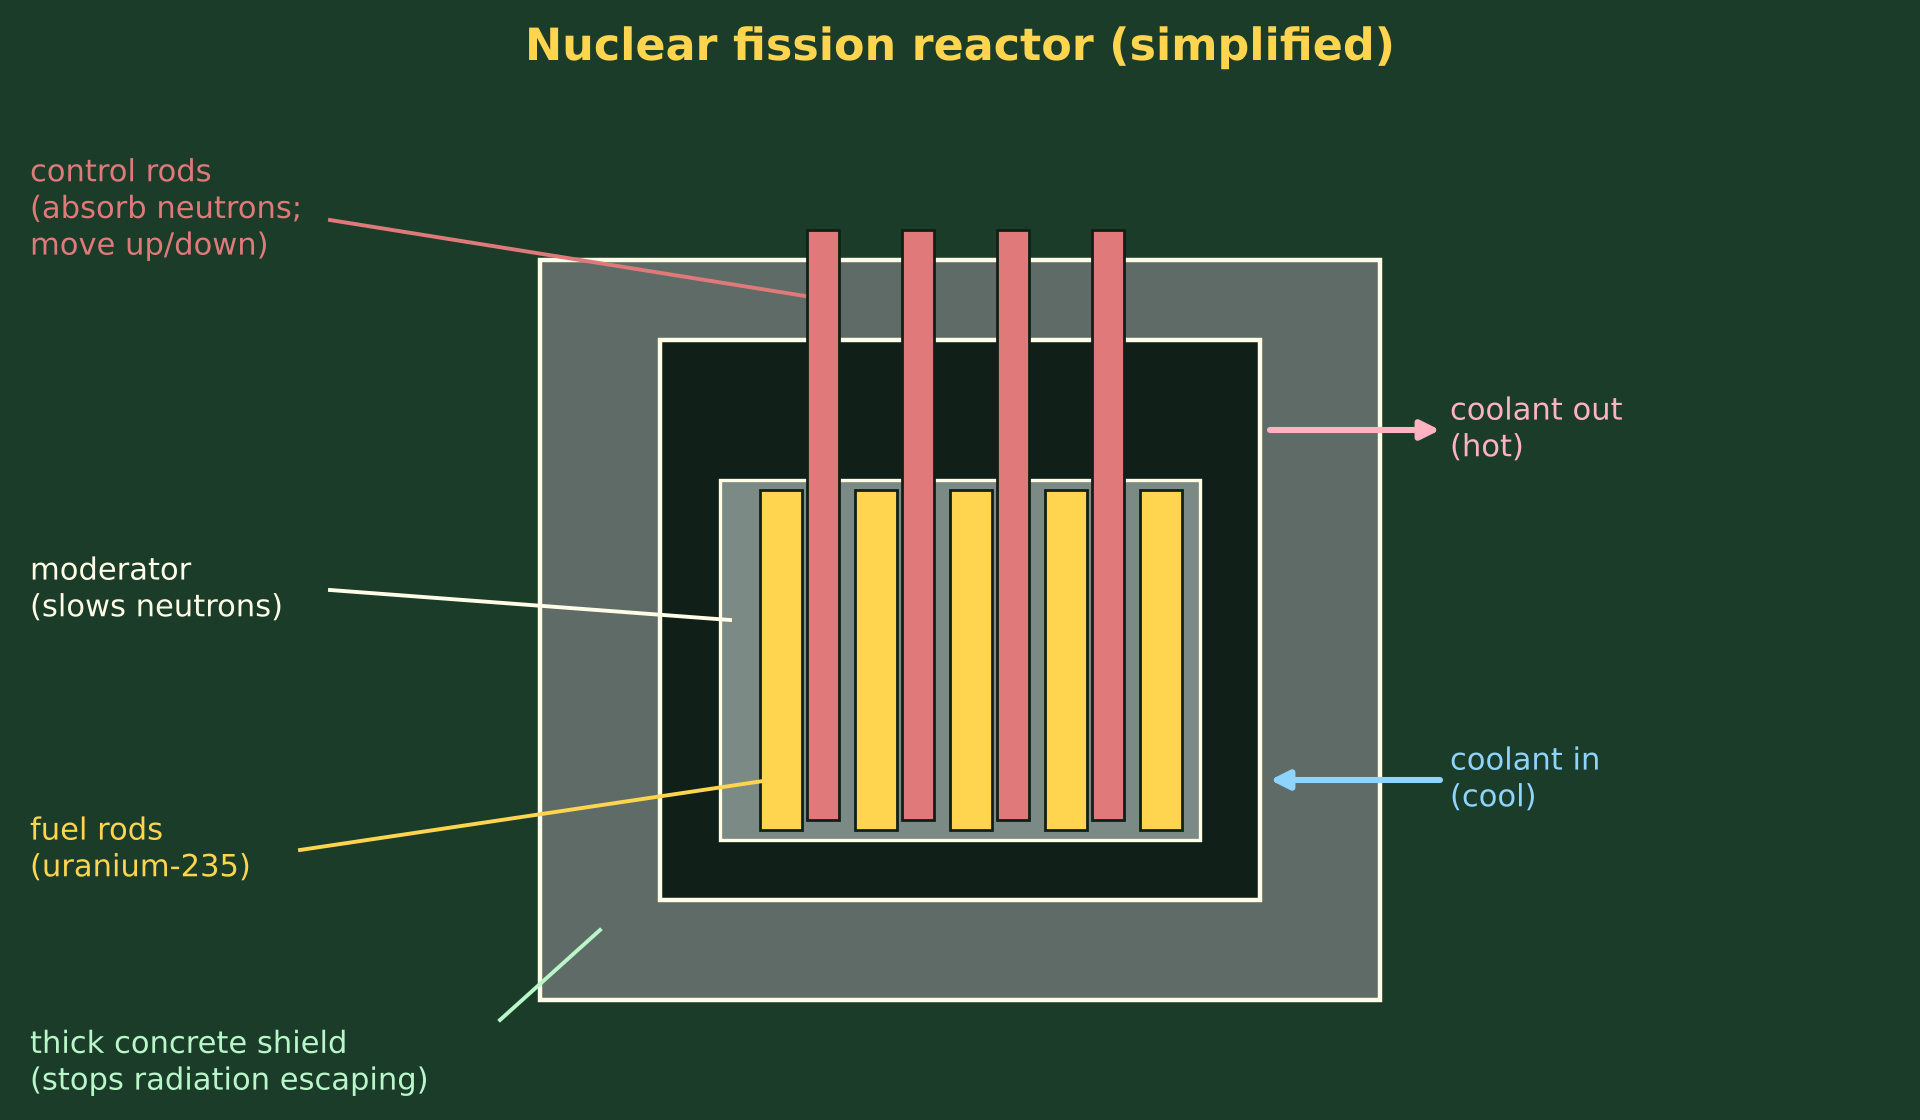 Nuclear fission reactor (simplified)
control rods
(absorb neutrons;
move up/down)
coolant out
(hot)
moderator
(slows neutrons)
coolant in
(cool)
fuel rods
(uranium-235)
thick concrete shield
(stops radiation escaping)